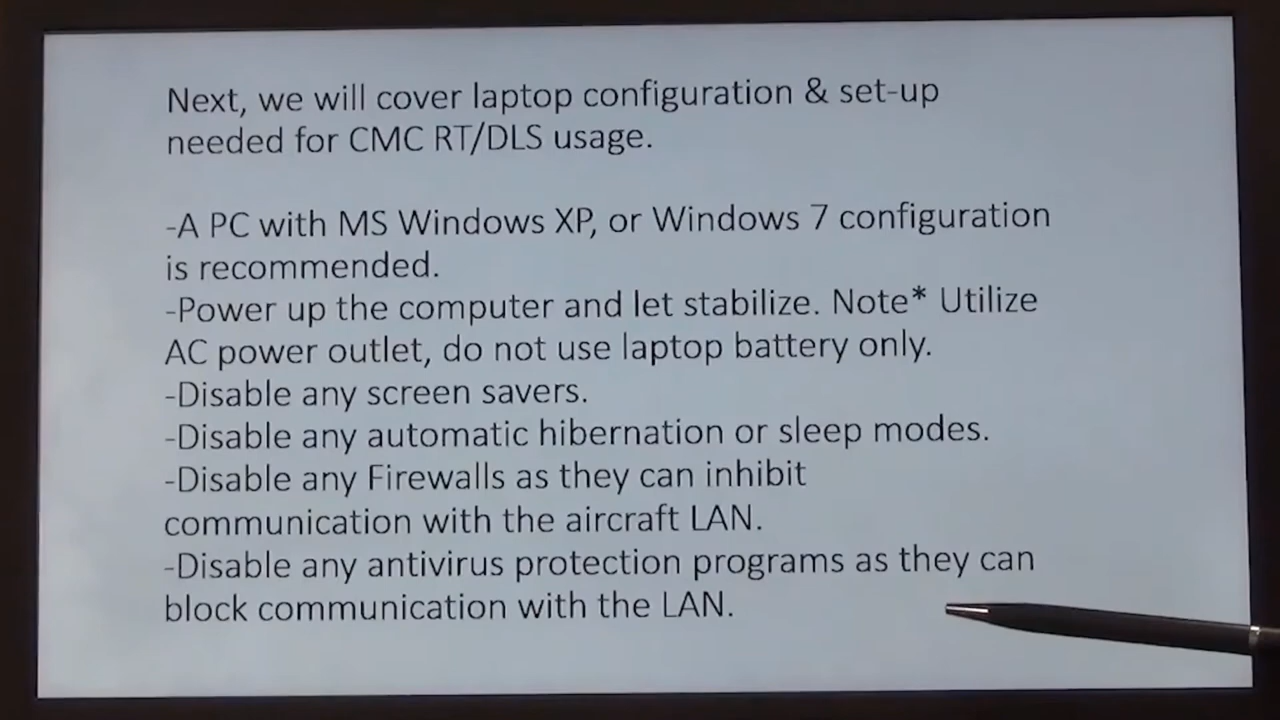 Next, we will cover laptop configuration & set-up
needed for CMC RT/DLS usage.
-A PC with MS Windows XP, or Windows 7 configuration
is recommended.
-Power up the computer and let stabilize. Note* Utilize
AC power outlet, do not use laptop battery only.
-Disable any screen savers.
-Disable any automatic hibernation or sleep modes.
-Disable any Firewalls as they can inhibit
communication with the aircraft LAN.
-Disable any antivirus protection programs as they can
block communication with the LAN.